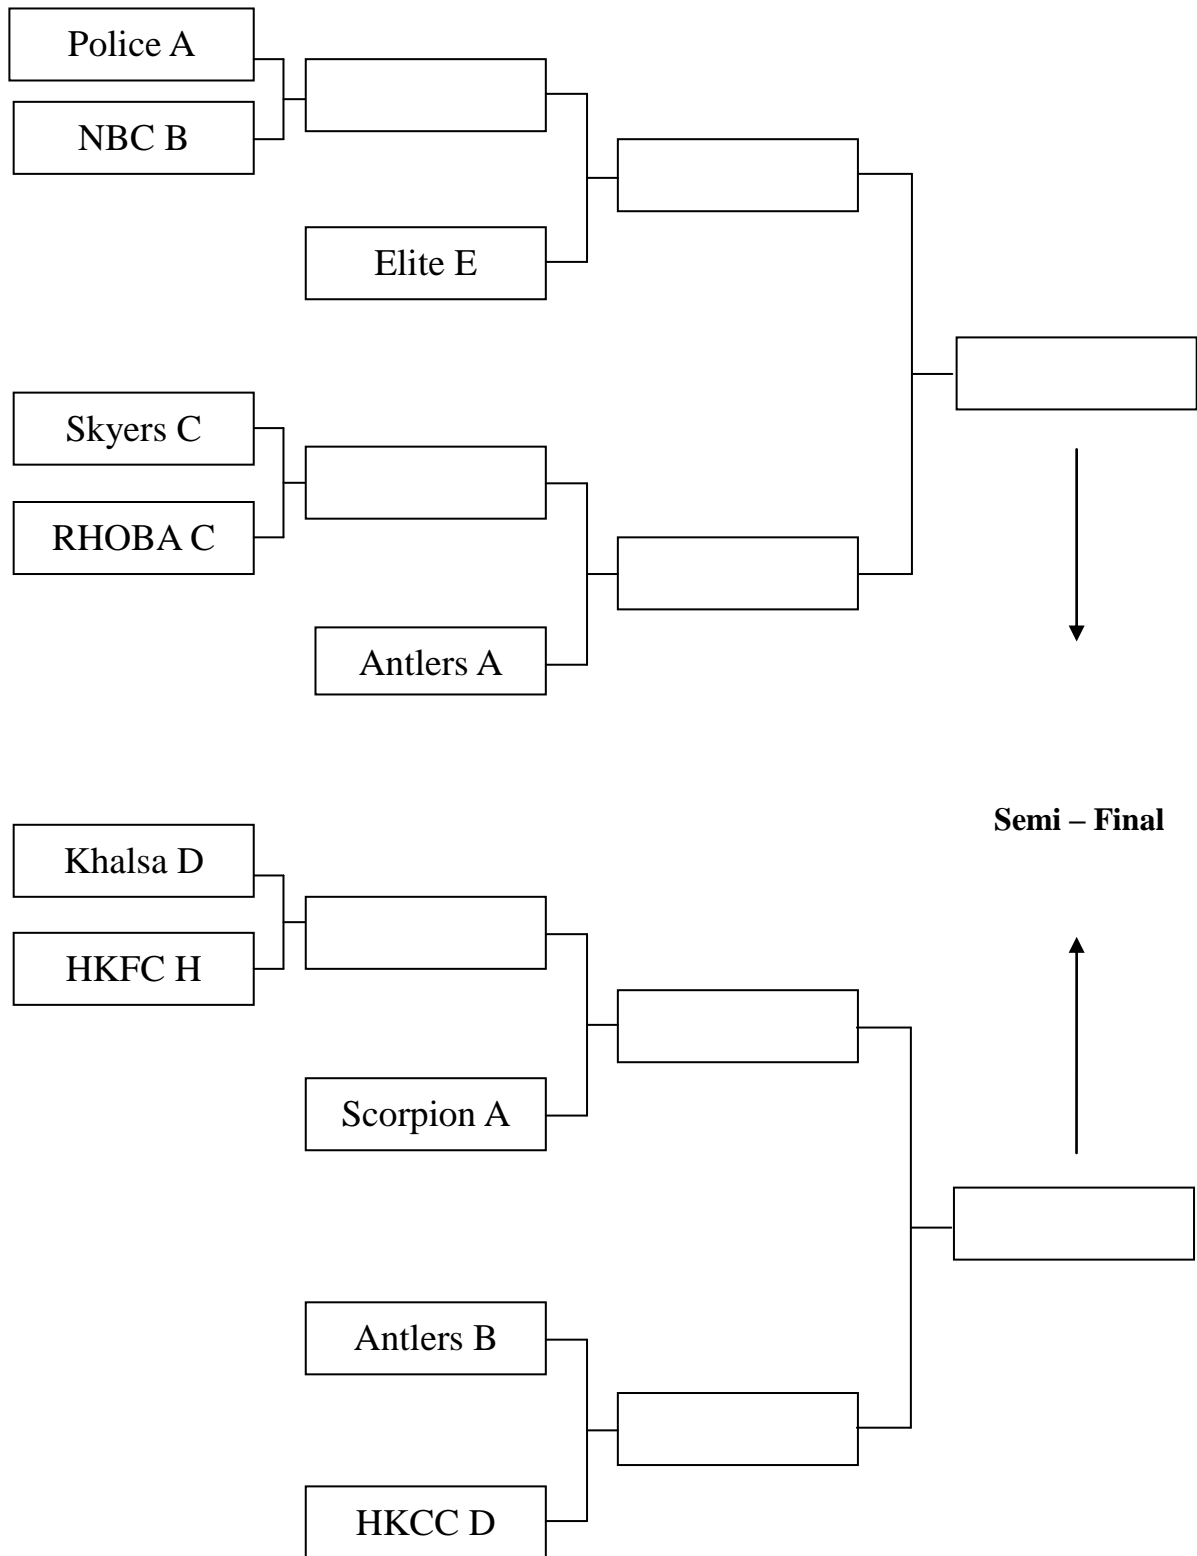 Police A
NBC B
Elite E
Skyers C
RHOBA C
Antlers A
Semi – Final
Khalsa D
HKFC H
Scorpion A
Antlers B
HKCC D